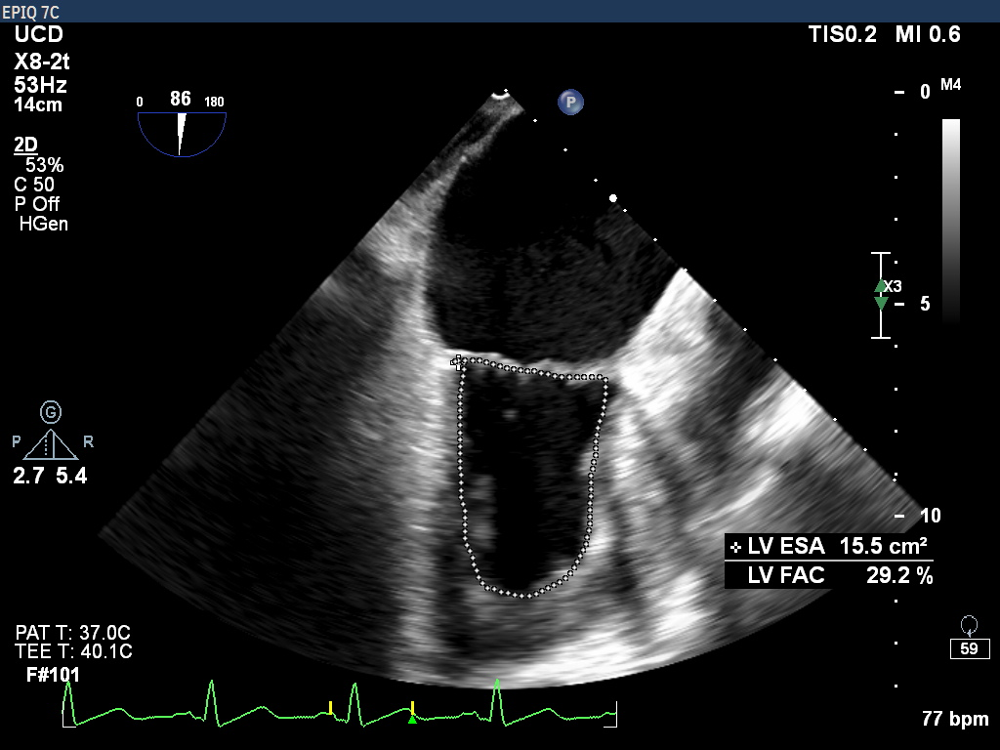 EPIQ 7C
UCD
TIS0.2 MI 0.6
X8-2t
53Hz
14cm
0 86 180
P
0
M4
2D
53%
C 50
P Off
HGen
X3
5
G
P R
2.7 5.4
10
LV ESA 15.5 cm²
LV FAC 29.2 %
PAT T: 37.0C
TEE T: 40.1C
F#101
59
77 bpm